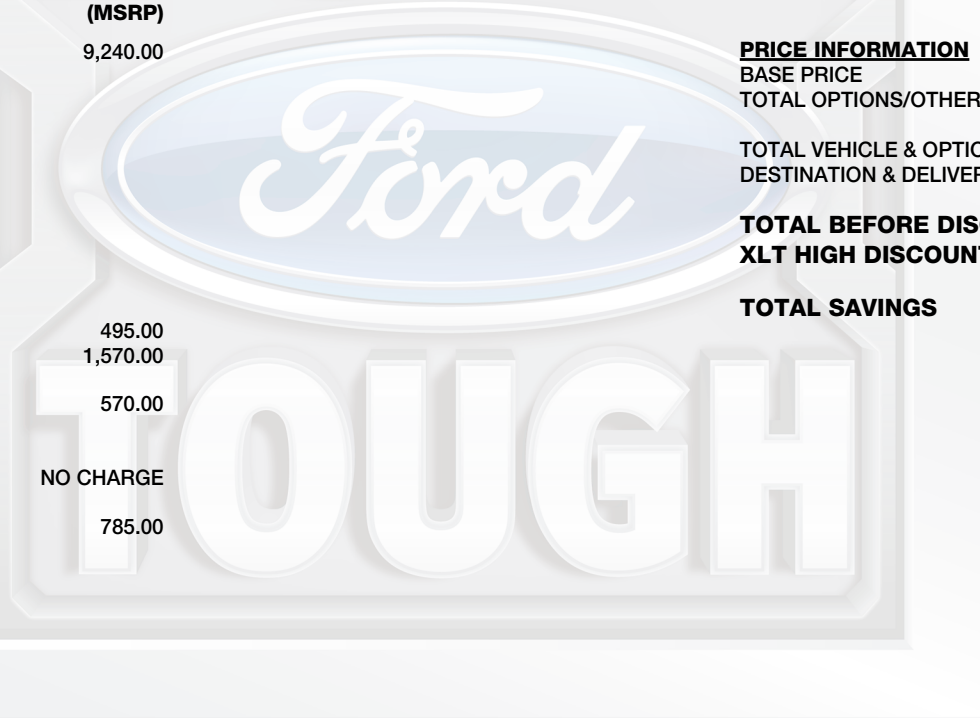 (MSRP)
9,240.00
495.00
1,570.00
570.00
NO CHARGE
785.00
PRICE INFORMATION
BASE PRICE
TOTAL OPTIONS/OTHER
TOTAL VEHICLE & OPTIO
DESTINATION & DELIVER
TOTAL BEFORE DIS
XLT HIGH DISCOUNT
TOTAL SAVINGS
Ford
TOUGH